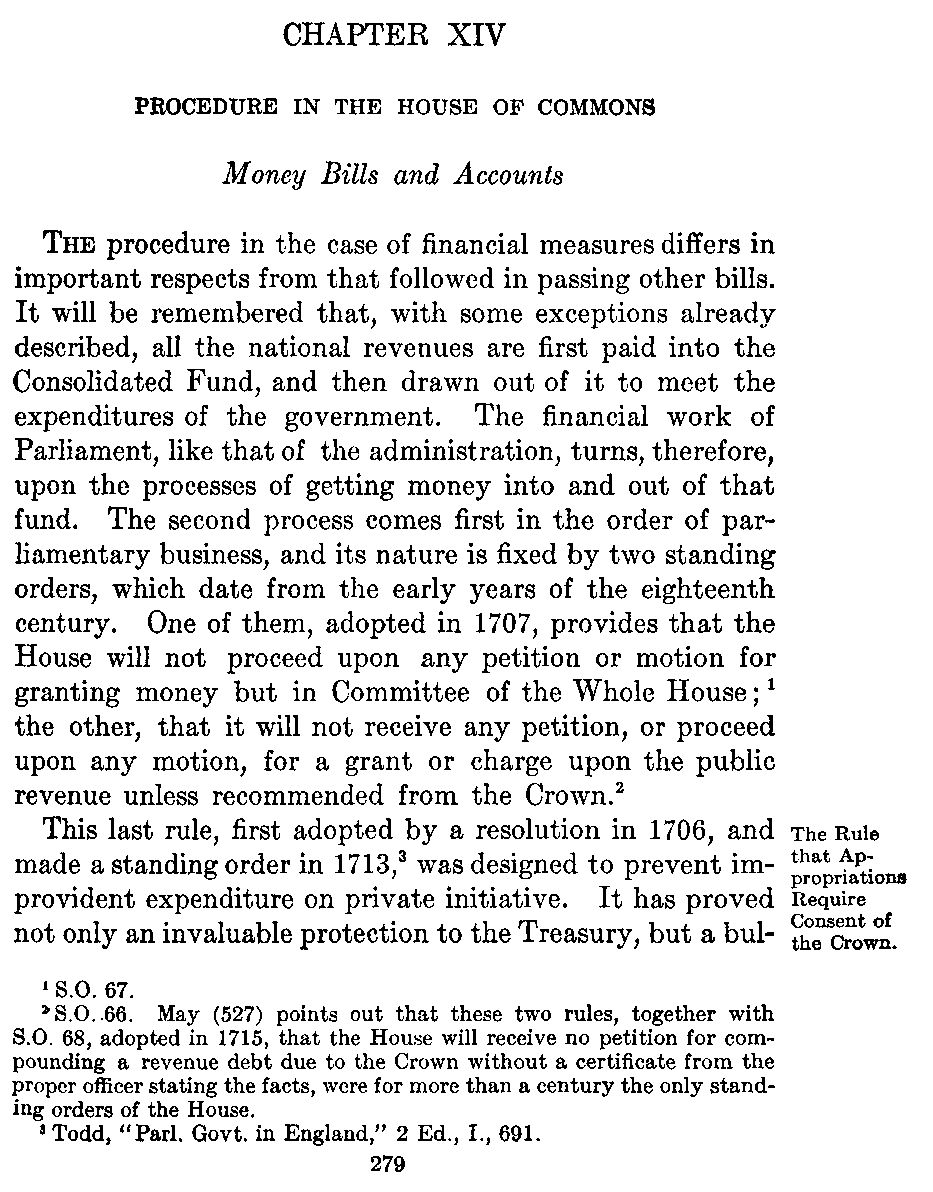 CHAPTER XIV
PROCEDURE IN THE HOUSE OF COMMONS
Money Bills and Accounts
THE procedure in the case of financial measures differs in
important respects from that followed in passing other bills.
It will be remembered that, with some exceptions already
described, all the national revenues are first paid into the
Consolidated Fund, and then drawn out of it to meet the
expenditures of the government. The financial work of
Parliament, like that of the administration, turns, therefore,
upon the processes of getting money into and out of that
fund. The second process comes first in the order of par-
liamentary business, and its nature is fixed by two standing
orders, which date from the early years of the eighteenth
century. One of them, adopted in 1707, provides that the
House will not proceed upon any petition or motion for
granting money but in Committee of the Whole House; ¹
the other, that it will not receive any petition, or proceed
upon any motion, for a grant or charge upon the public
revenue unless recommended from the Crown.²
This last rule, first adopted by a resolution in 1706, and
made a standing order in 1713,³ was designed to prevent im-
provident expenditure on private initiative. It has proved
not only an invaluable protection to the Treasury, but a bul-
The Rule
that Ap-
propriations
Require
Consent of
the Crown.
¹ S.O. 67.
² S.O. 66. May (527) points out that these two rules, together with
S.O. 68, adopted in 1715, that the House will receive no petition for com-
pounding a revenue debt due to the Crown without a certificate from the
proper officer stating the facts, were for more than a century the only stand-
ing orders of the House.
³ Todd, "Parl. Govt. in England," 2 Ed., I., 691.
279